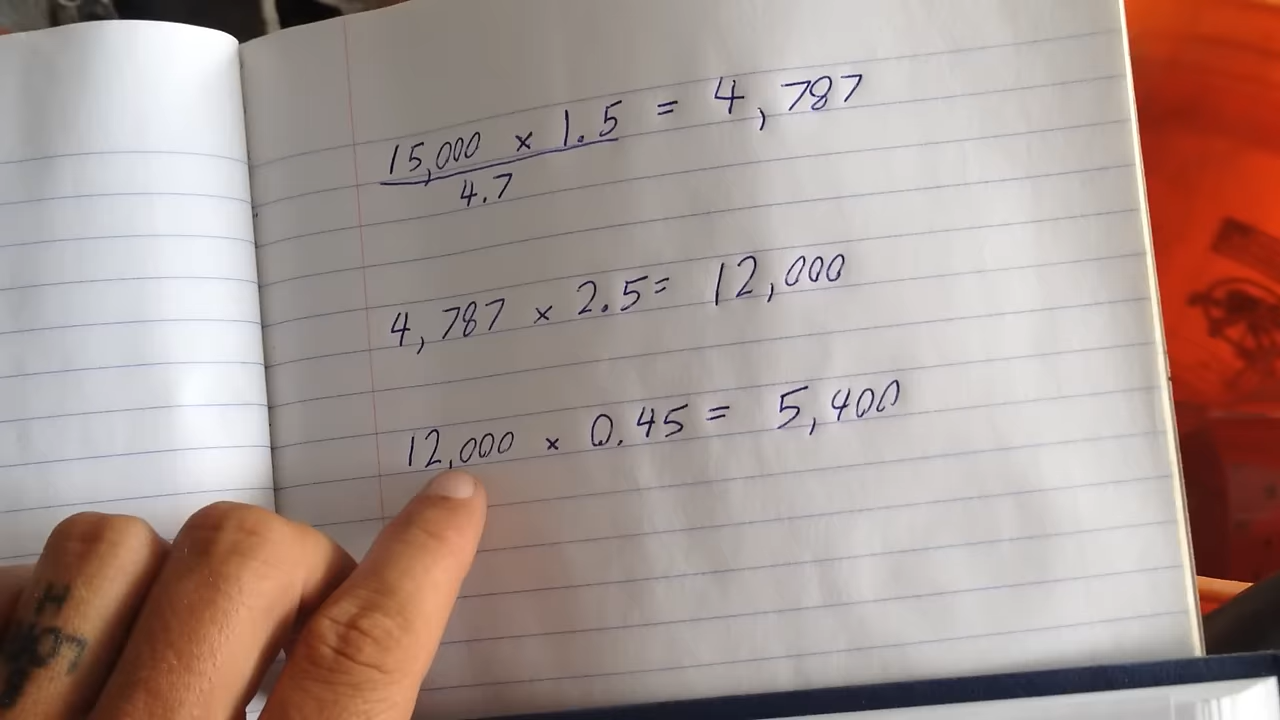 15,000 × 1.5 = 4,787
4.7
4,787 × 2.5 = 12,000
12,000 × 0.45 = 5,400